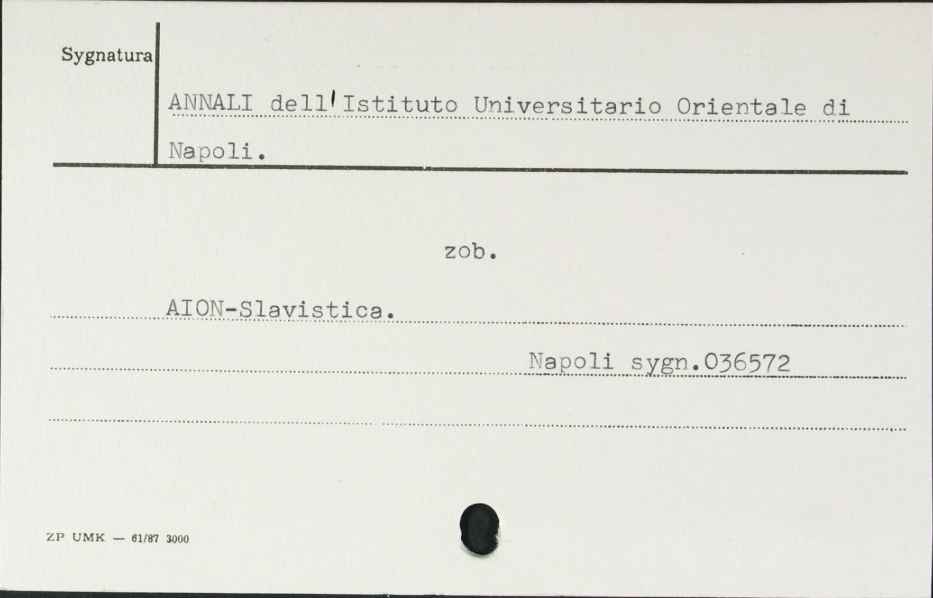 Sygnatura
ANNALI dell'Istituto Universitario Orientale di
Napoli.
zob.
AION-Slavistica.
Napoli sygn.036572
ZP UMK — 61/87 3000